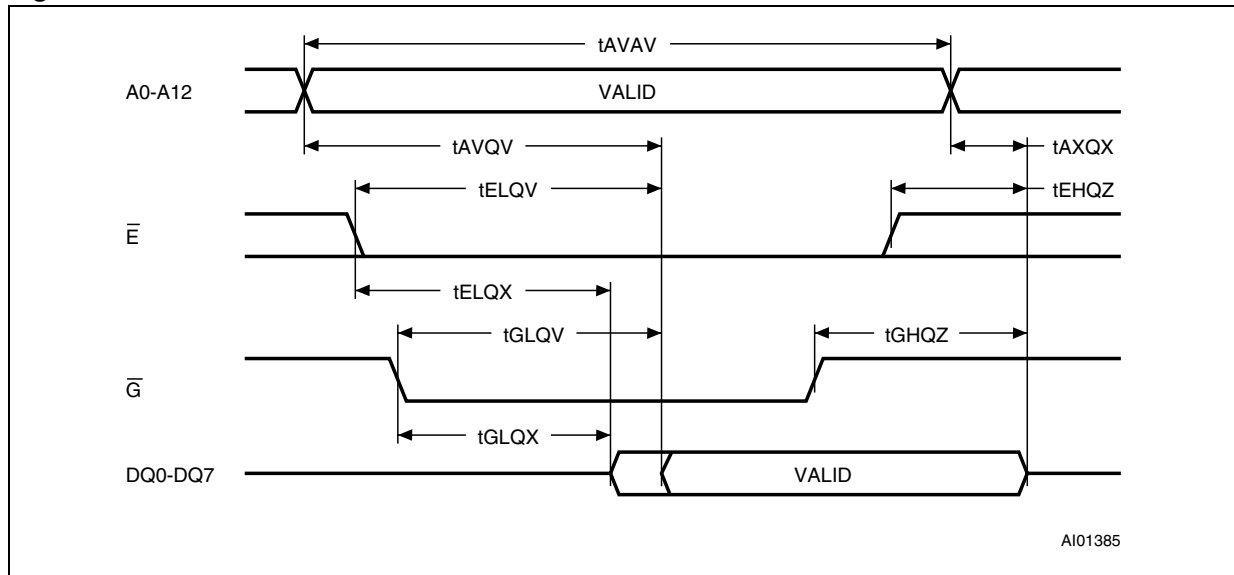 tAVAV
A0-A12
VALID
tAVQV
tAXQX
tELQV
tEHQZ
E̅
tELQX
tGLQV
tGHQZ
G̅
tGLQX
DQ0-DQ7
VALID
AI01385